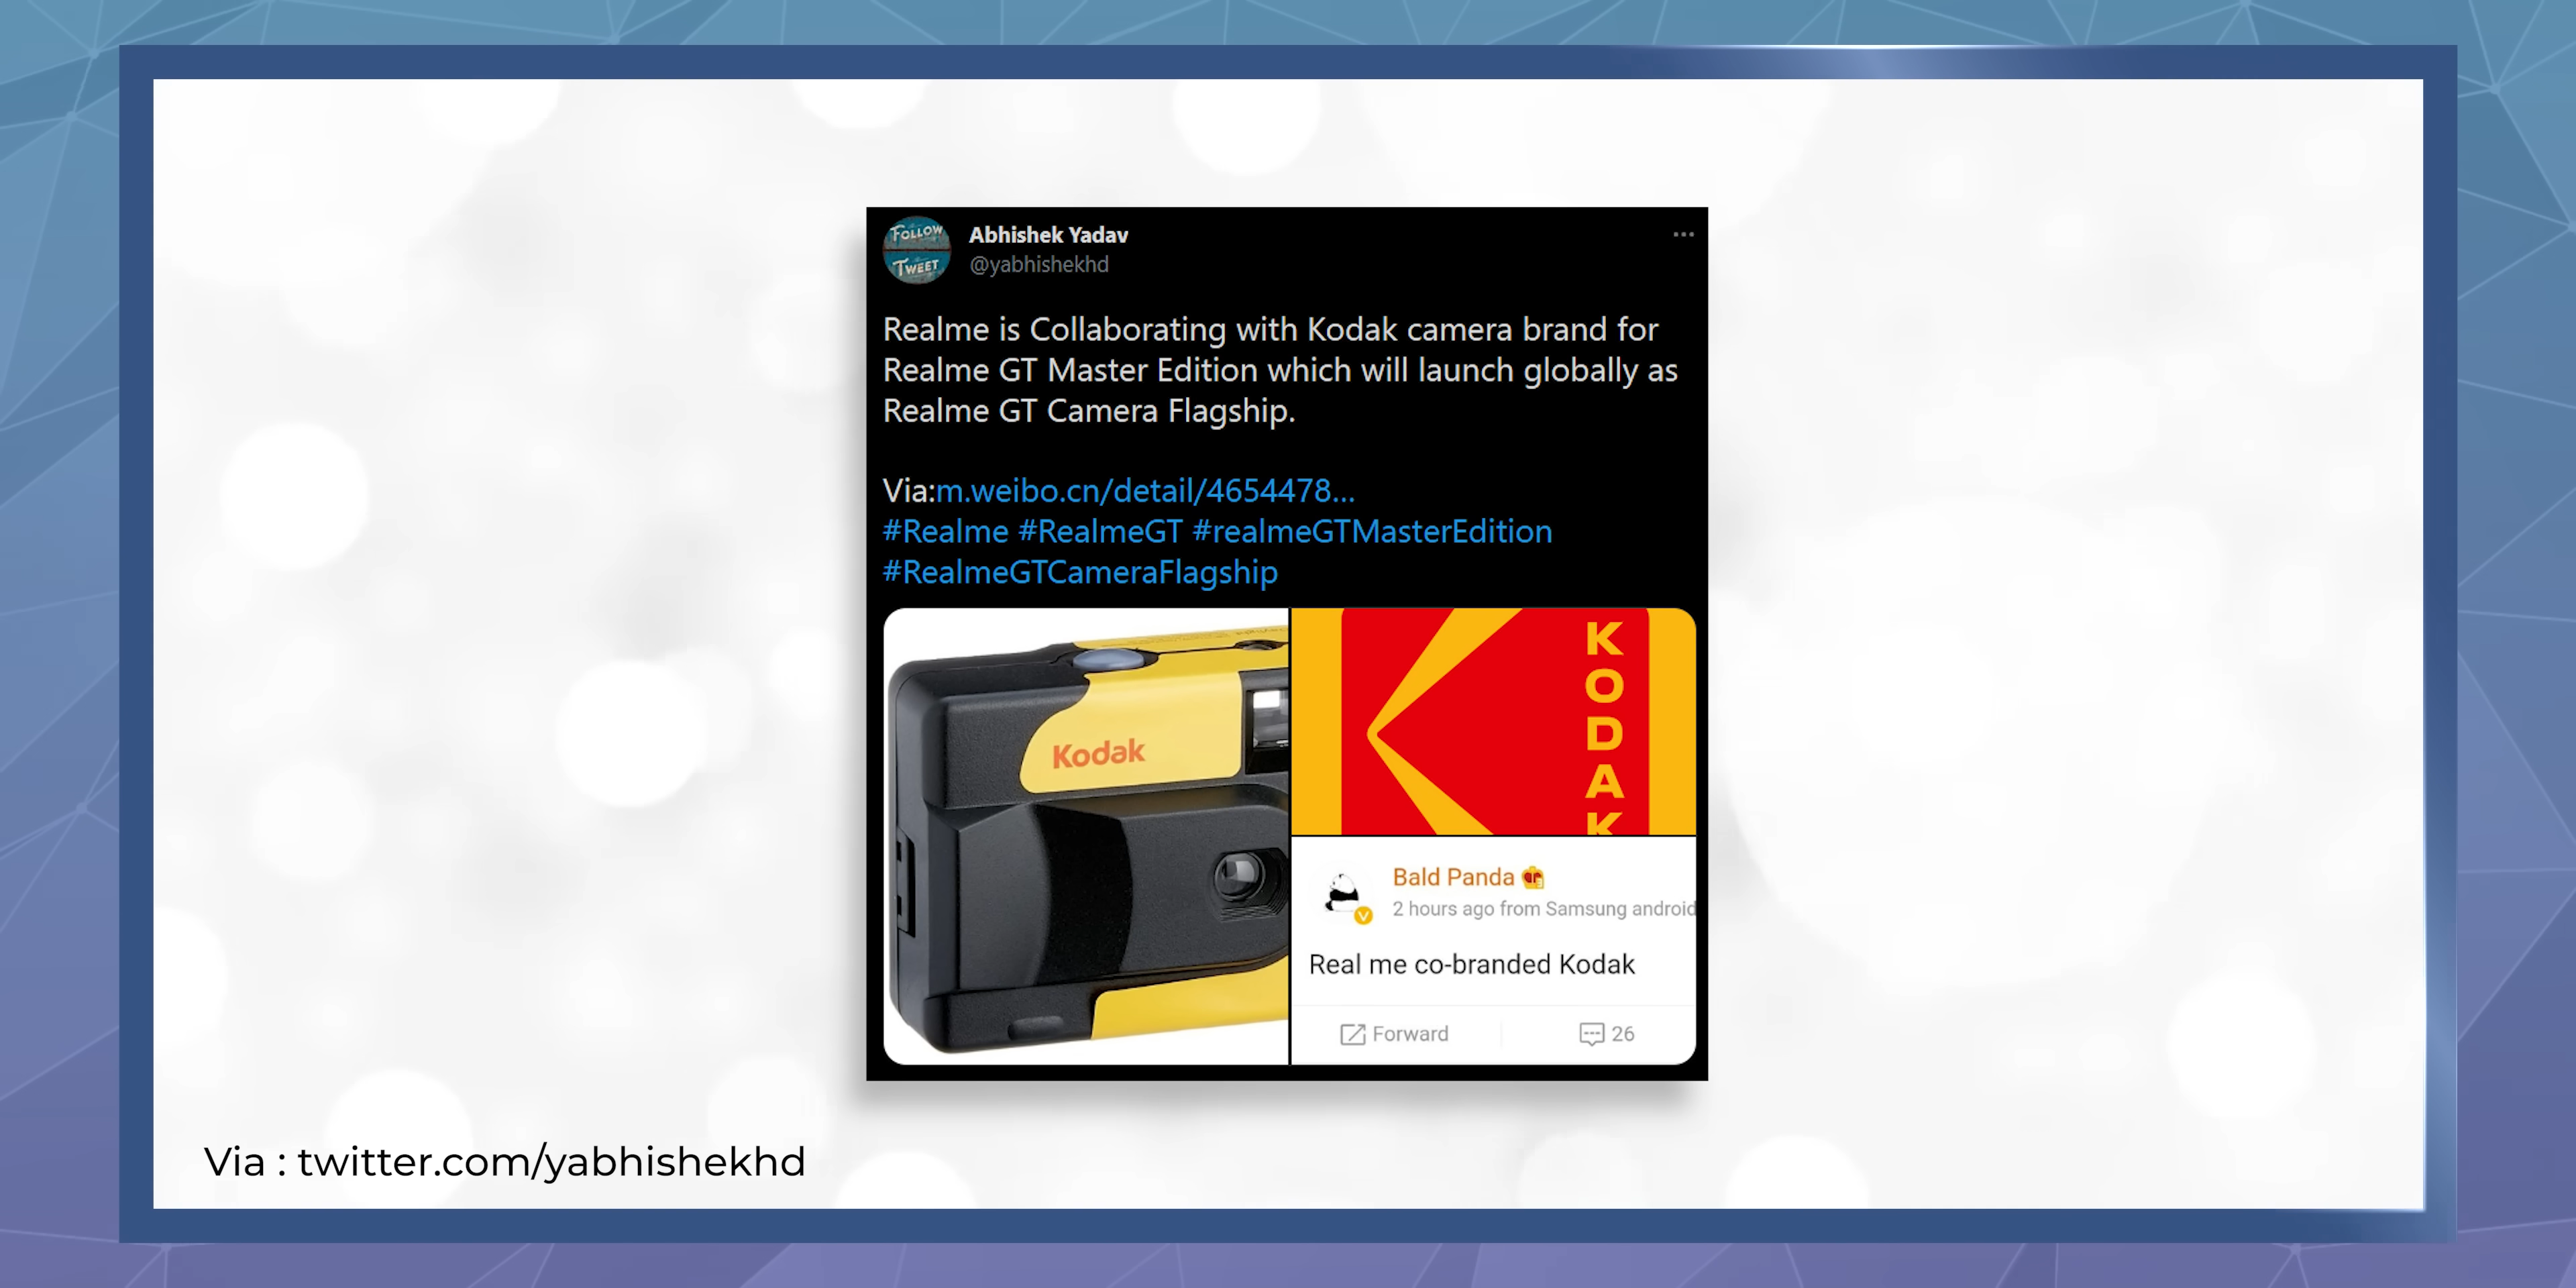 FOLLOW
TWEET
Abhishek Yadav
@yabhishekhd
Realme is Collaborating with Kodak camera brand for
Realme GT Master Edition which will launch globally as
Realme GT Camera Flagship.
Via:m.weibo.cn/detail/4654478...
#Realme #RealmeGT #realmeGTMasterEdition
#RealmeGTCameraFlagship
Kodak
KODAK
Bald Panda
2 hours ago from Samsung android
Real me co-branded Kodak
Forward
26
Via : twitter.com/yabhishekhd